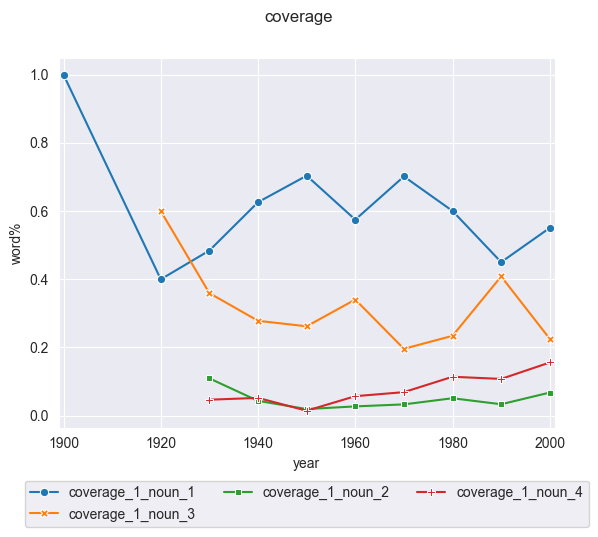 coverage
1.0
0.8
0.6
0.4
0.2
0.0
word%
1900 1920 1940 1960 1980 2000
year
coverage_1_noun_1 coverage_1_noun_2 coverage_1_noun_4
coverage_1_noun_3